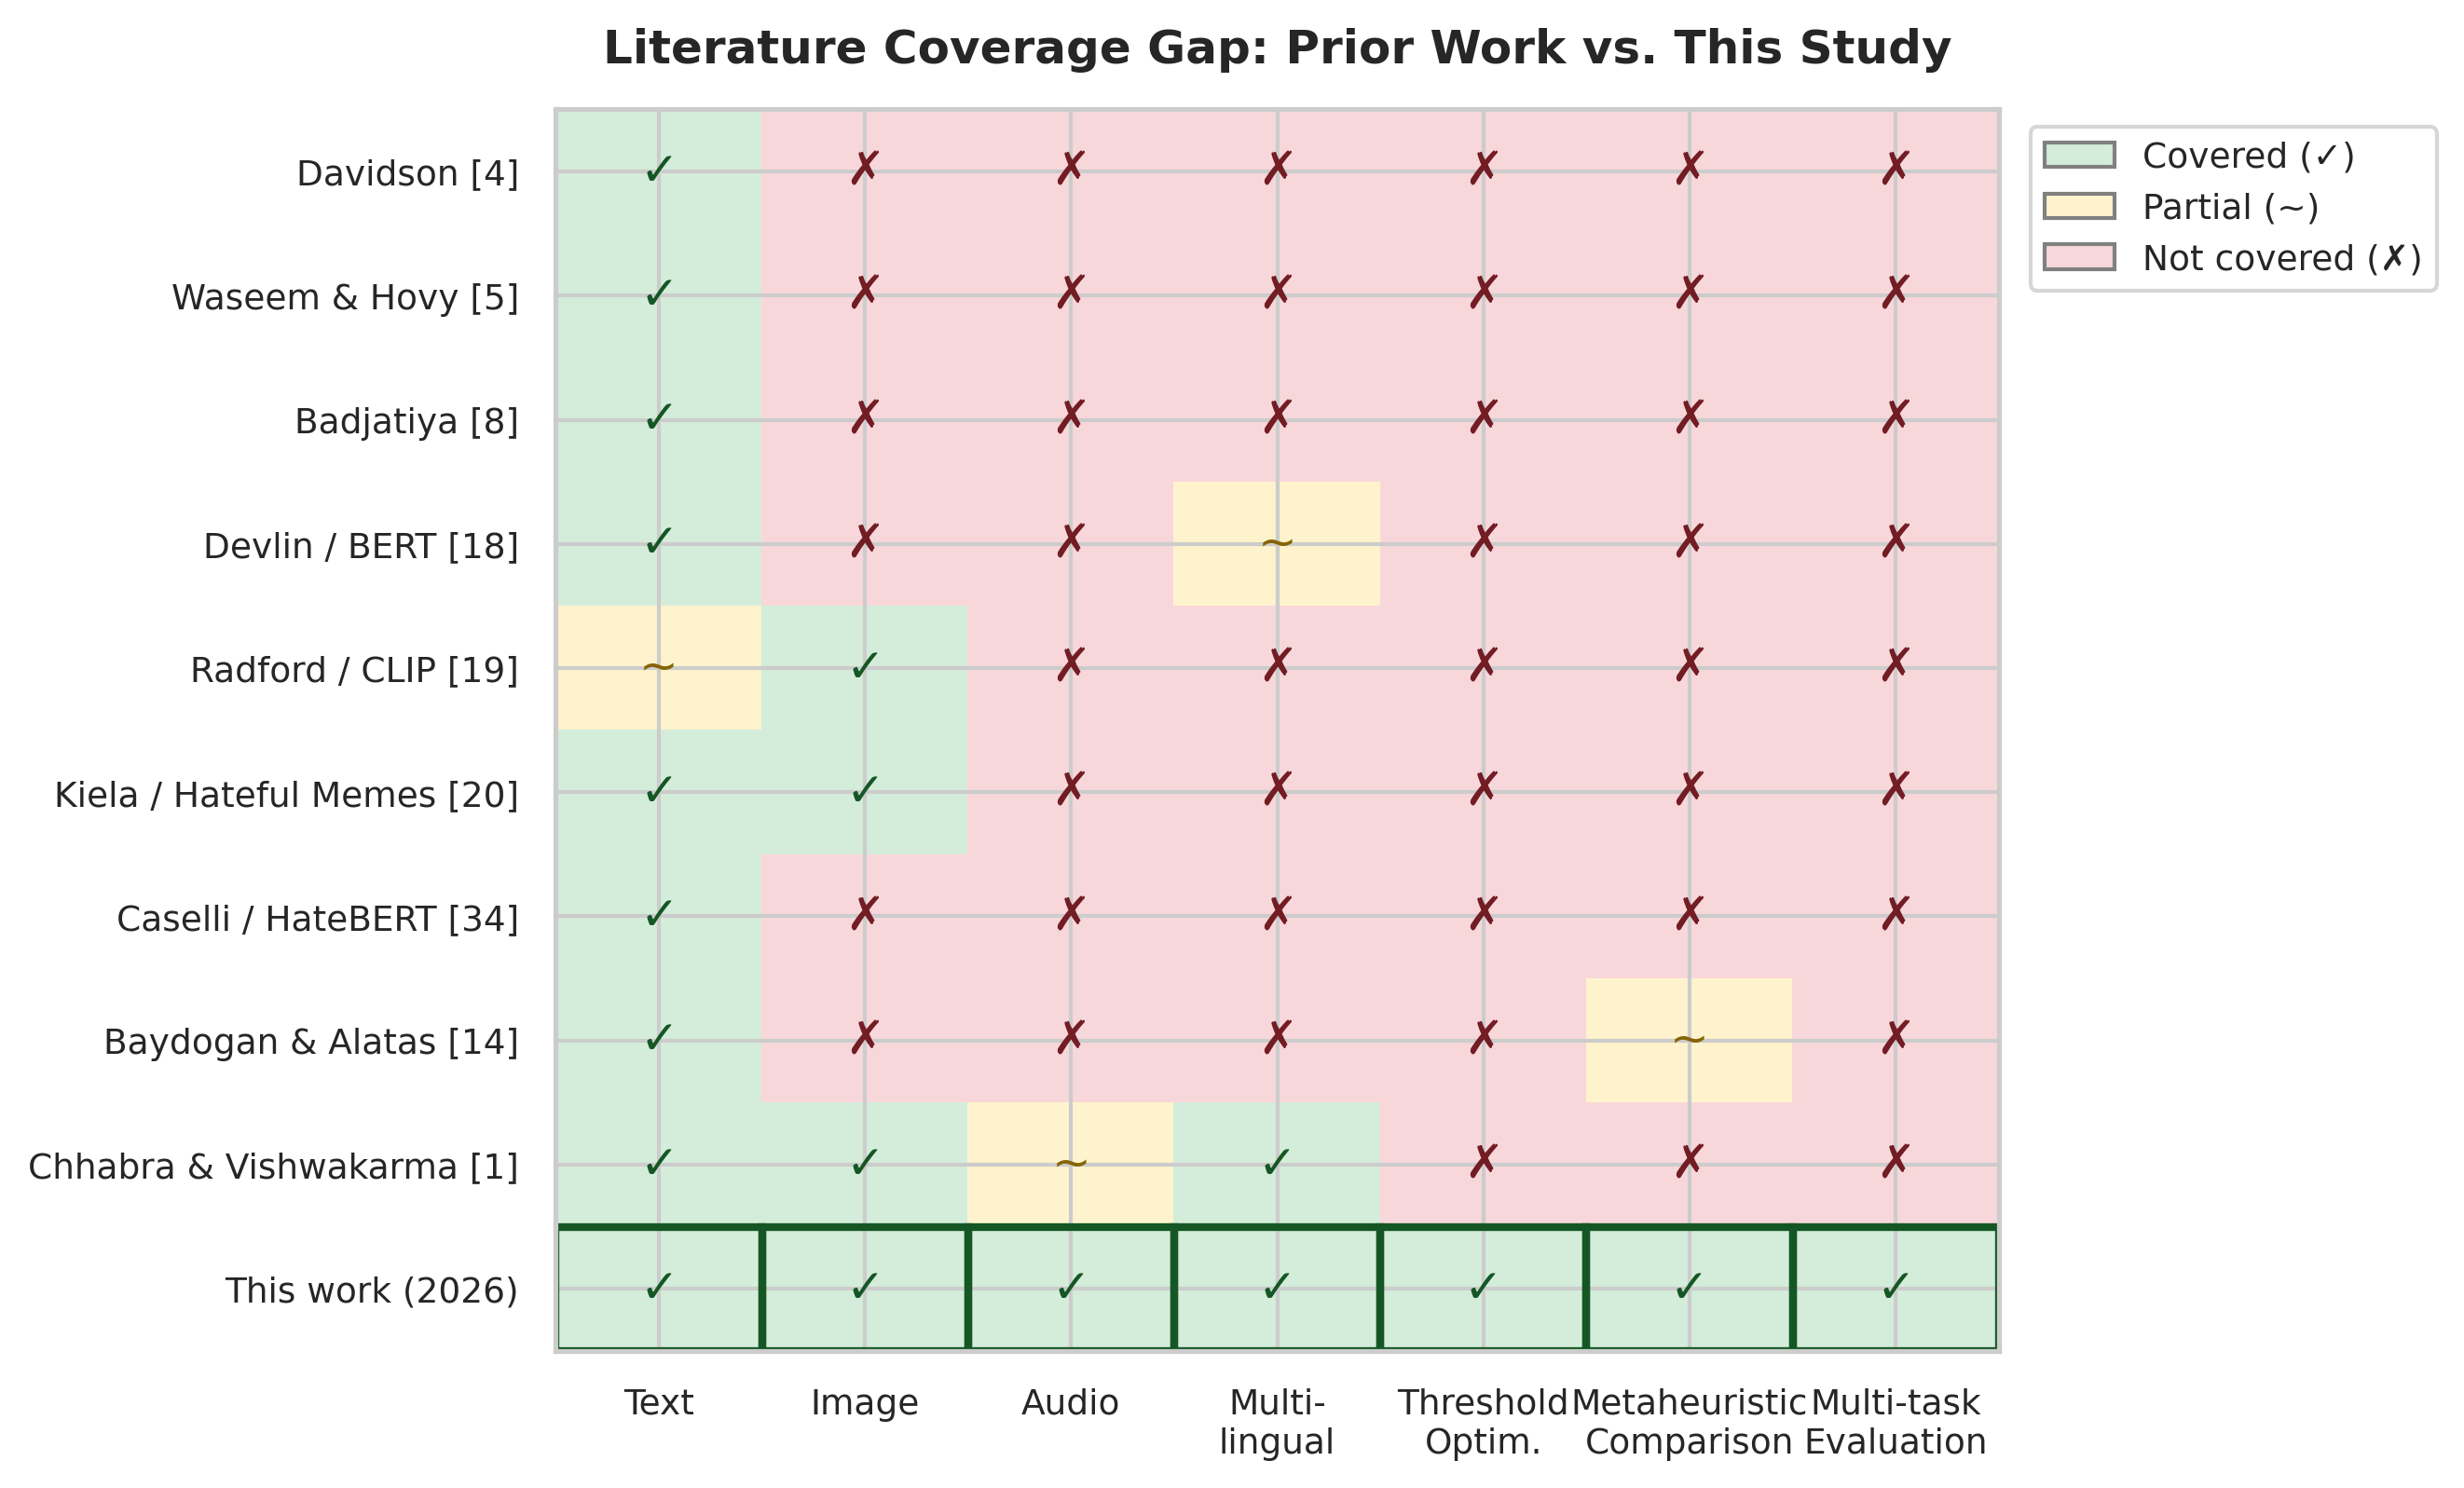 Literature Coverage Gap: Prior Work vs. This Study
Covered (✓)
Partial (~)
Not covered (✗)
Davidson [4] ✓ ✗ ✗ ✗ ✗ ✗ ✗
Waseem & Hovy [5] ✓ ✗ ✗ ✗ ✗ ✗ ✗
Badjatiya [8] ✓ ✗ ✗ ✗ ✗ ✗ ✗
Devlin / BERT [18] ✓ ✗ ✗ ~ ✗ ✗ ✗
Radford / CLIP [19] ~ ✓ ✗ ✗ ✗ ✗ ✗
Kiela / Hateful Memes [20] ✓ ✓ ✗ ✗ ✗ ✗ ✗
Caselli / HateBERT [34] ✓ ✗ ✗ ✗ ✗ ✗ ✗
Baydogan & Alatas [14] ✓ ✗ ✗ ✗ ✗ ~ ✗
Chhabra & Vishwakarma [1] ✓ ✓ ~ ✓ ✗ ✗ ✗
This work (2026) ✓ ✓ ✓ ✓ ✓ ✓ ✓
Text
Image
Audio
Multi-
lingual
Threshold
Optim.
Metaheuristic
Comparison
Multi-task
Evaluation